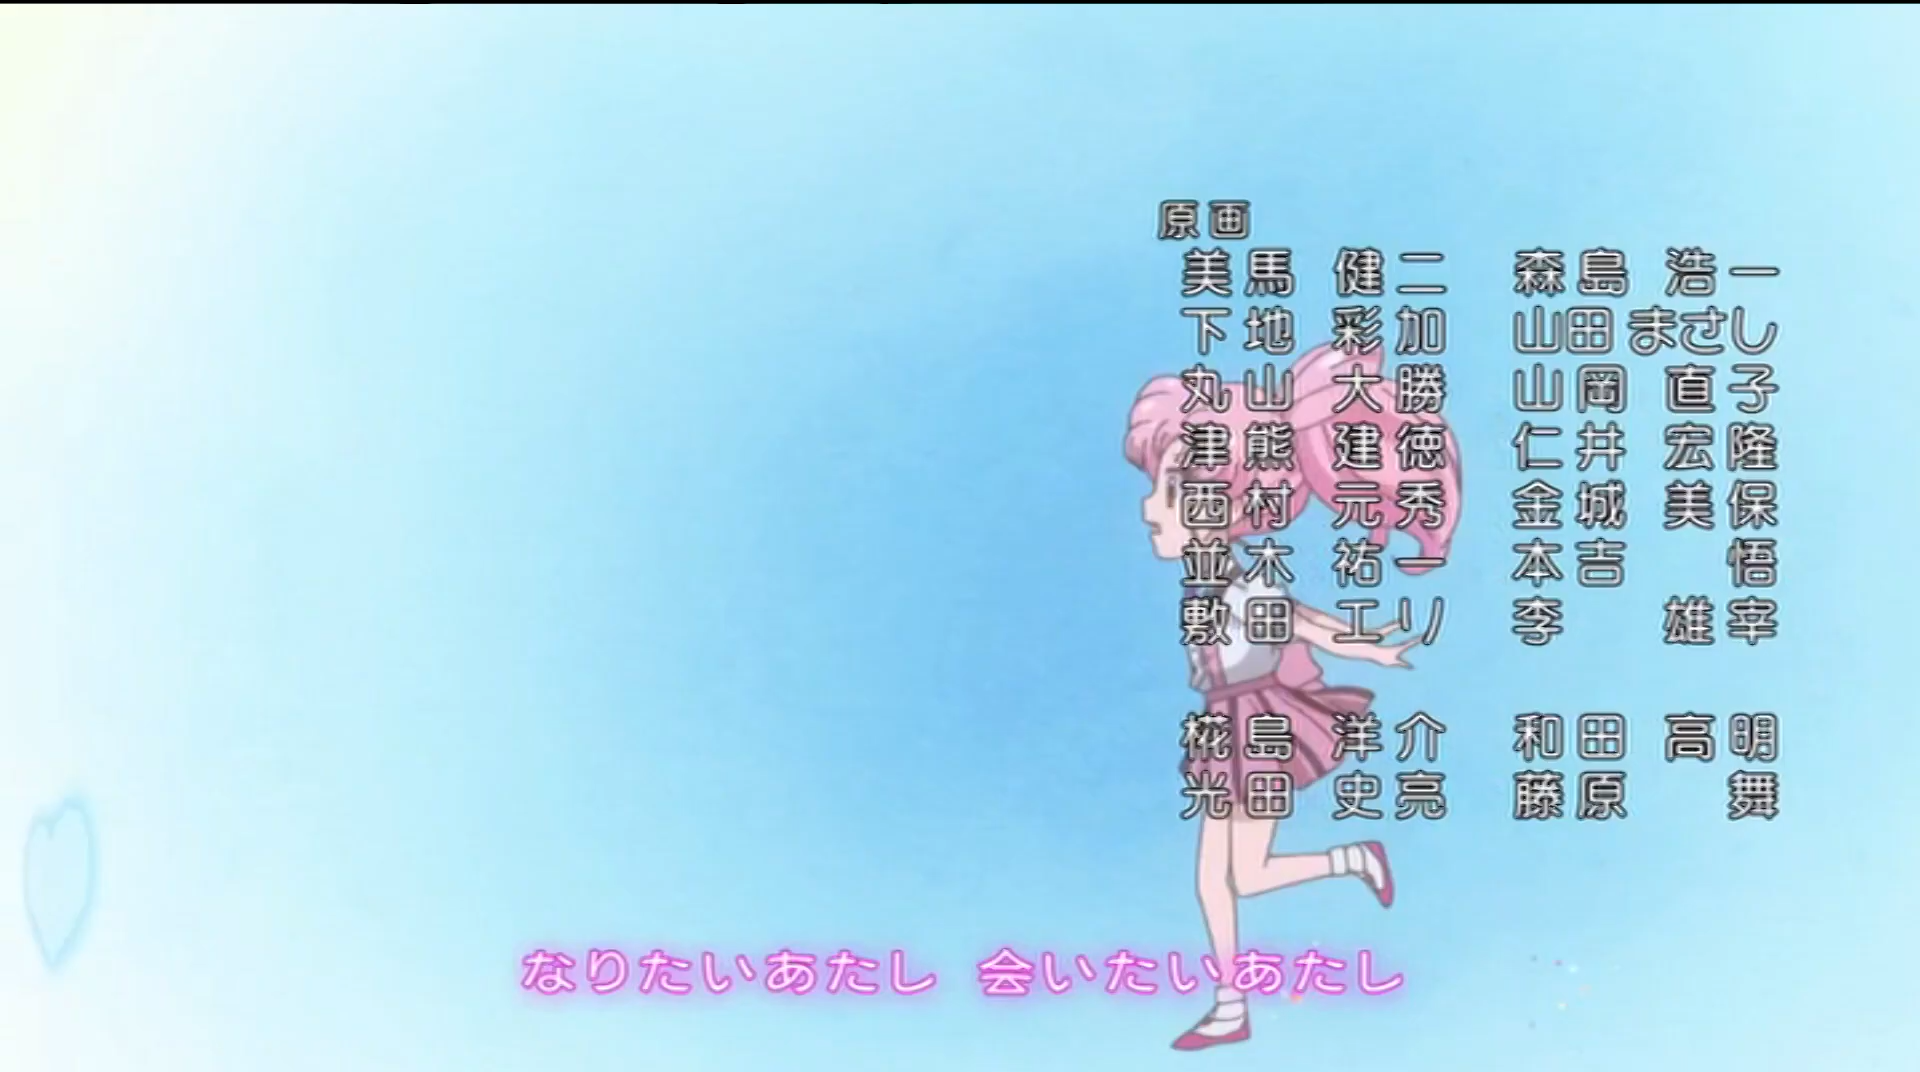 原画
美馬 健二 森島 浩一
下地 彩加 山田 まさし
丸山 大勝 山岡 直子
津熊 建徳 仁井 宏隆
西村 元秀 金城 美保
並木 祐一 本吉 悟
敷田 エリ 李 雄宰
椛島 洋介 和田 高明
光田 史亮 藤原 舞
なりたいあたし 会いたいあたし